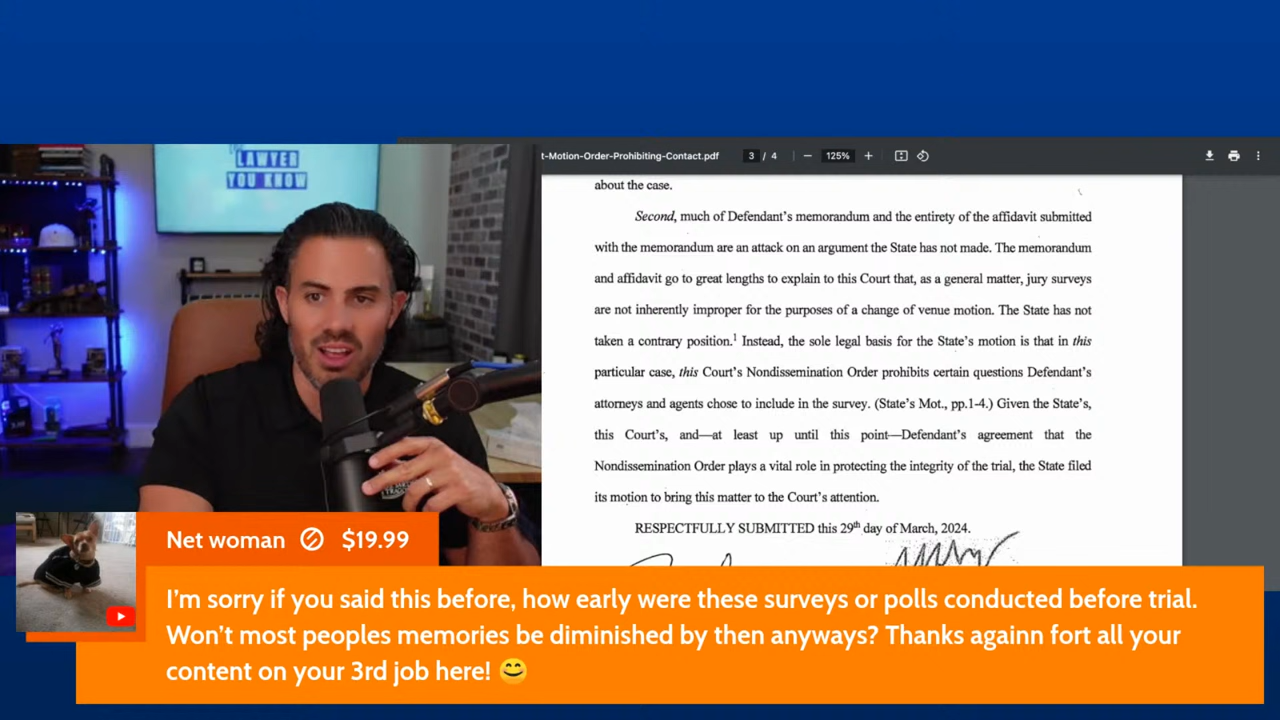 LAWYER
YOU KNOW
t-Motion-Order-Prohibiting-Contact.pdf
3 / 4
125%
about the case.
Second, much of Defendant's memorandum and the entirety of the affidavit submitted
with the memorandum are an attack on an argument the State has not made. The memorandum
and affidavit go to great lengths to explain to this Court that, as a general matter, jury surveys
are not inherently improper for the purposes of a change of venue motion. The State has not
taken a contrary position.1 Instead, the sole legal basis for the State's motion is that in this
particular case, this Court's Nondissemination Order prohibits certain questions Defendant's
attorneys and agents chose to include in the survey. (State's Mot., pp.1-4.) Given the State's,
this Court's, and—at least up until this point—Defendant's agreement that the
Nondissemination Order plays a vital role in protecting the integrity of the trial, the State filed
its motion to bring this matter to the Court's attention.
RESPECTFULLY SUBMITTED this 29th day of March, 2024.
Net woman $19.99
I'm sorry if you said this before, how early were these surveys or polls conducted before trial.
Won't most peoples memories be diminished by then anyways? Thanks againn fort all your
content on your 3rd job here! 😊